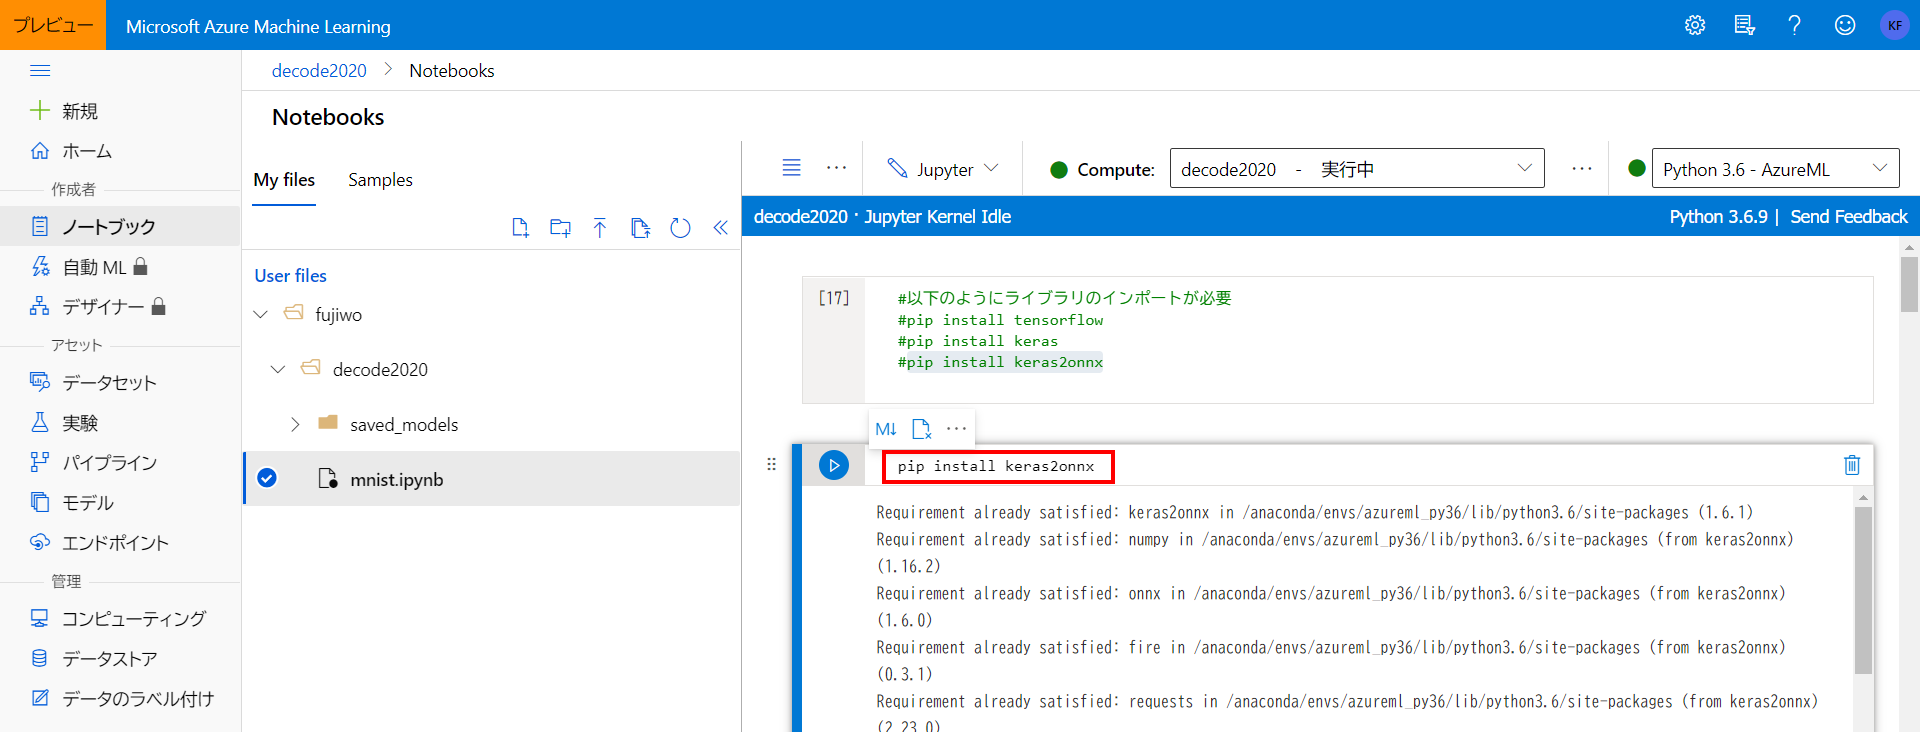 プレビュー
Microsoft Azure Machine Learning
KF
新規
ホーム
作成者
ノートブック
自動 ML
デザイナー
アセット
データセット
実験
パイプライン
モデル
エンドポイント
管理
コンピューティング
データストア
データのラベル付け
decode2020 > Notebooks
Notebooks
My files Samples
User files
fujiwo
decode2020
saved_models
mnist.ipynb
Jupyter
Compute: decode2020 - 実行中
Python 3.6 - AzureML
decode2020 · Jupyter Kernel Idle
Python 3.6.9 | Send Feedback
[17]
#以下のようにライブラリのインポートが必要
#pip install tensorflow
#pip install keras
#pip install keras2onnx
M↓
pip install keras2onnx
Requirement already satisfied: keras2onnx in /anaconda/envs/azureml_py36/lib/python3.6/site-packages (1.6.1)
Requirement already satisfied: numpy in /anaconda/envs/azureml_py36/lib/python3.6/site-packages (from keras2onnx)
(1.16.2)
Requirement already satisfied: onnx in /anaconda/envs/azureml_py36/lib/python3.6/site-packages (from keras2onnx)
(1.6.0)
Requirement already satisfied: fire in /anaconda/envs/azureml_py36/lib/python3.6/site-packages (from keras2onnx)
(0.3.1)
Requirement already satisfied: requests in /anaconda/envs/azureml_py36/lib/python3.6/site-packages (from keras2onnx)
(2.23.0)